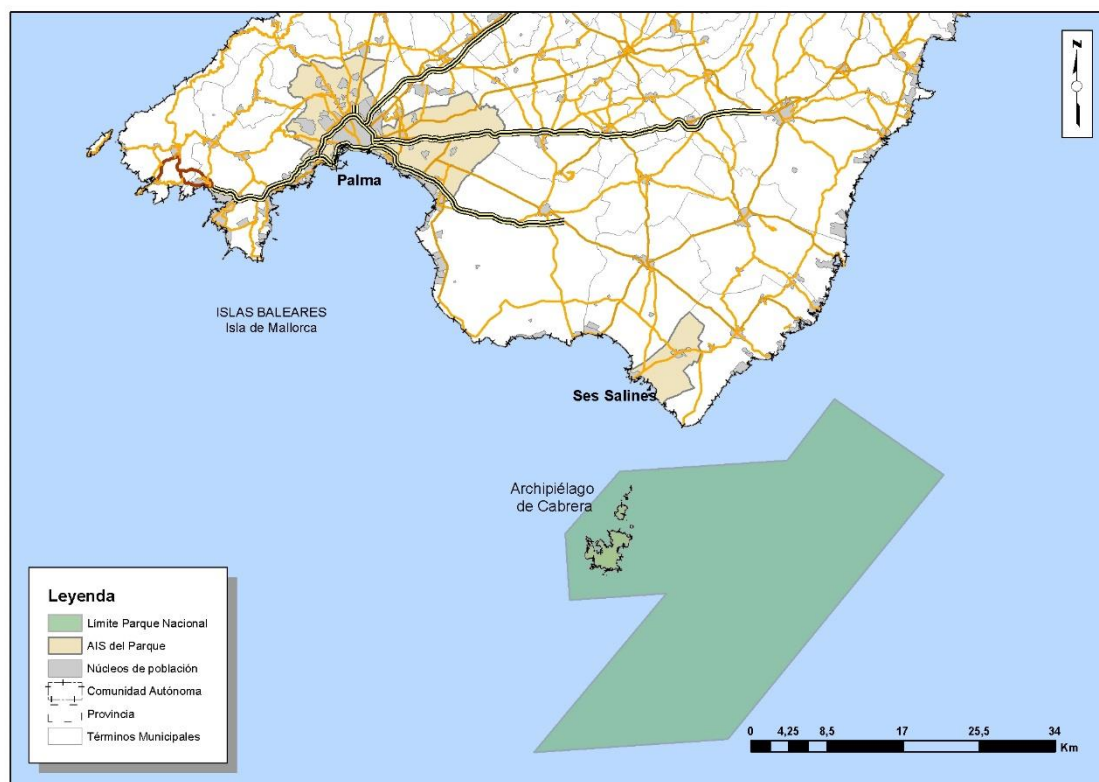 N
Palma
ISLAS BALEARES
Isla de Mallorca
Ses Salines
Archipiélago
de Cabrera
Leyenda
Límite Parque Nacional
AIS del Parque
Núcleos de población
Comunidad Autónoma
Provincia
Términos Municipales
0 4,25 8,5 17 25,5 34
Km